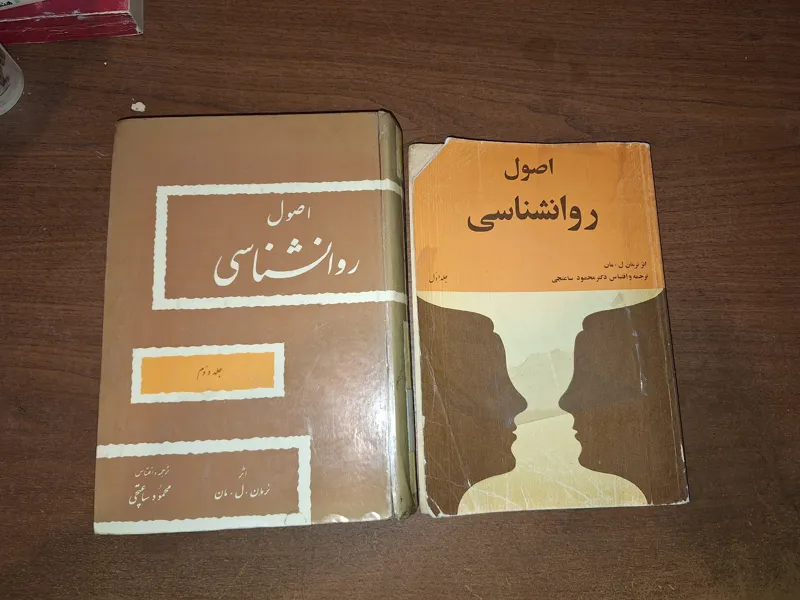 اصول
روانشناسی
جلد دوم
ترجمه و اقتباس
محمود ساعتچی
اثر
نرمان . ل . مان
اصول
روانشناسی
اثر نرمان ل . مان
ترجمه و اقتباس دکتر محمود ساعتچی
جلد اول